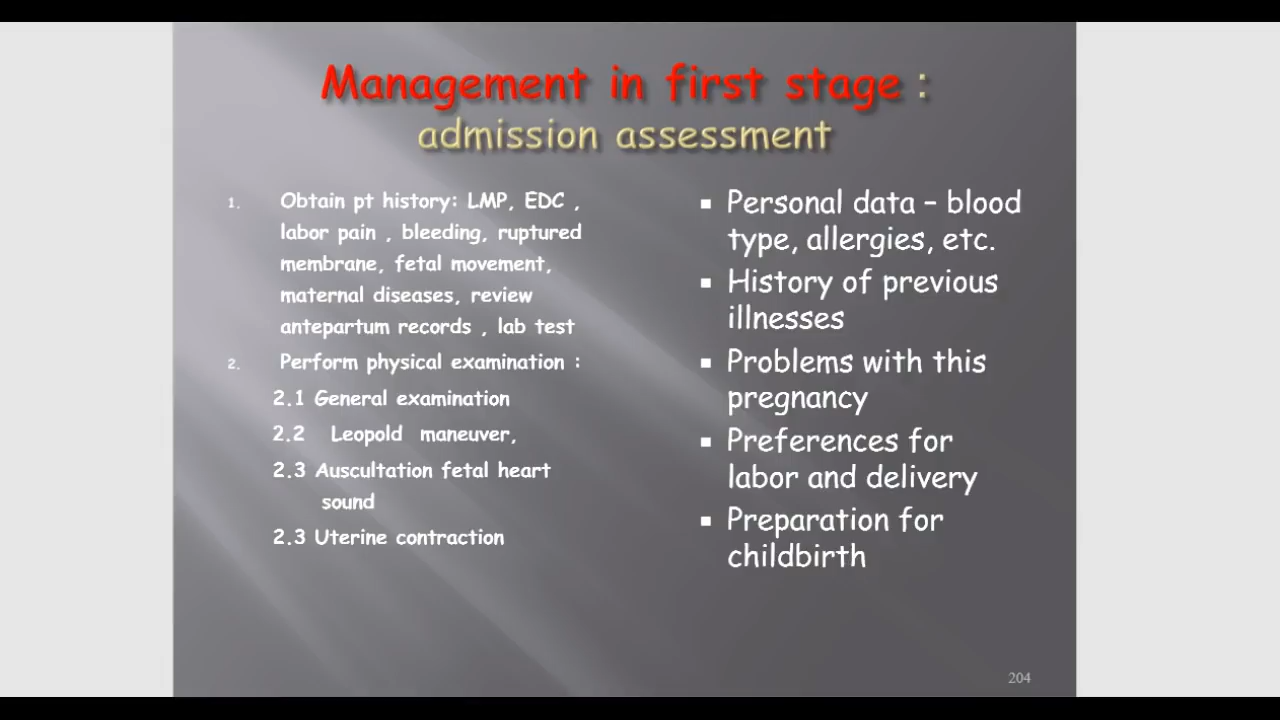 Management in first stage :
admission assessment
1. Obtain pt history: LMP, EDC ,
labor pain , bleeding, ruptured
membrane, fetal movement,
maternal diseases, review
antepartum records , lab test
2. Perform physical examination :
2.1 General examination
2.2 Leopold maneuver,
2.3 Auscultation fetal heart
sound
2.3 Uterine contraction
▪ Personal data – blood
type, allergies, etc.
▪ History of previous
illnesses
▪ Problems with this
pregnancy
▪ Preferences for
labor and delivery
▪ Preparation for
childbirth
204